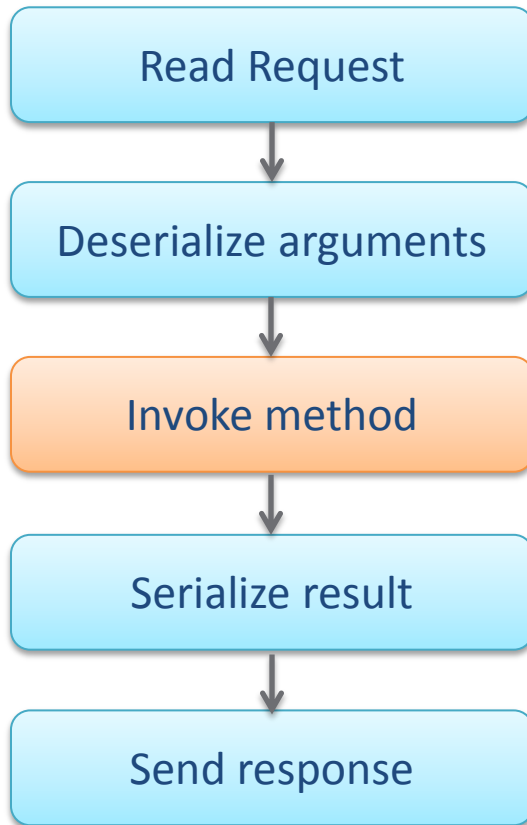 Read Request
Deserialize arguments
Invoke method
Serialize result
Send response